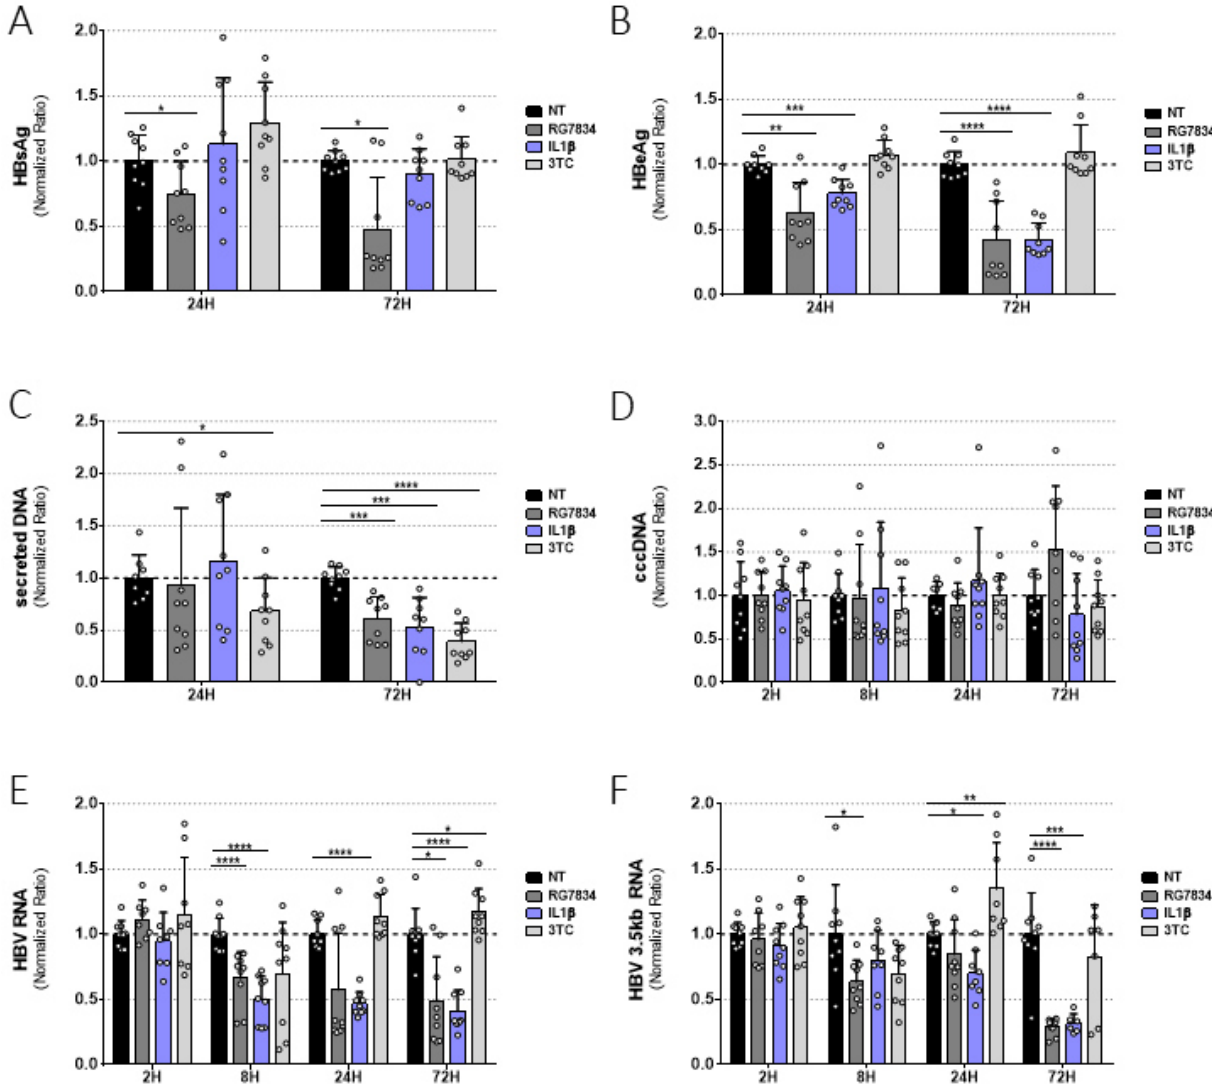 A
HBsAg
(Normalized Ratio)
2.0
1.5
1.0
0.5
0.0
*
*
24H
72H
NT
RG7834
IL1β
3TC
B
HBeAg
(Normalized Ratio)
2.0
1.5
1.0
0.5
0.0
***
**
****
****
24H
72H
NT
RG7834
IL1β
3TC
C
secreted DNA
(Normalized Ratio)
2.5
2.0
1.5
1.0
0.5
0.0
*
****
***
***
24H
72H
NT
RG7834
IL1β
3TC
D
cccDNA
(Normalized Ratio)
3.0
2.5
2.0
1.5
1.0
0.5
0.0
2H
8H
24H
72H
NT
RG7834
IL1β
3TC
E
HBV RNA
(Normalized Ratio)
2.0
1.5
1.0
0.5
0.0
****
****
****
*
****
*
2H
8H
24H
72H
NT
RG7834
IL1β
3TC
F
HBV 3.5kb RNA
(Normalized Ratio)
2.0
1.5
1.0
0.5
0.0
*
**
*
***
****
2H
8H
24H
72H
NT
RG7834
IL1β
3TC